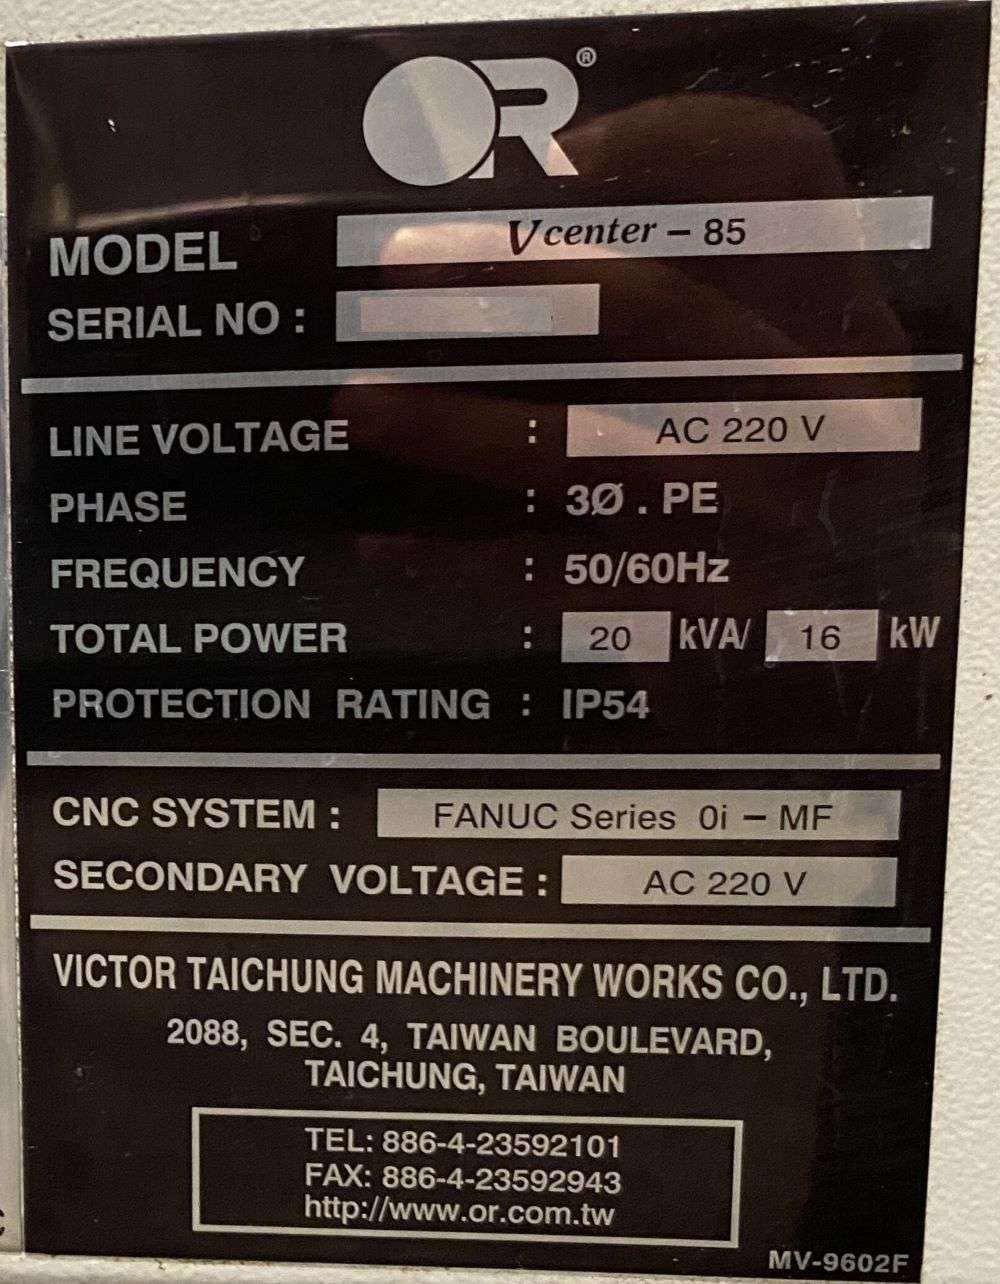 OR®
MODEL Vcenter – 85
SERIAL NO :
LINE VOLTAGE : AC 220 V
PHASE : 3Ø . PE
FREQUENCY : 50/60Hz
TOTAL POWER : 20 kVA/ 16 kW
PROTECTION RATING : IP54
CNC SYSTEM : FANUC Series 0i – MF
SECONDARY VOLTAGE : AC 220 V
VICTOR TAICHUNG MACHINERY WORKS CO., LTD.
2088, SEC. 4, TAIWAN BOULEVARD,
TAICHUNG, TAIWAN
TEL: 886-4-23592101
FAX: 886-4-23592943
http://www.or.com.tw
MV-9602F